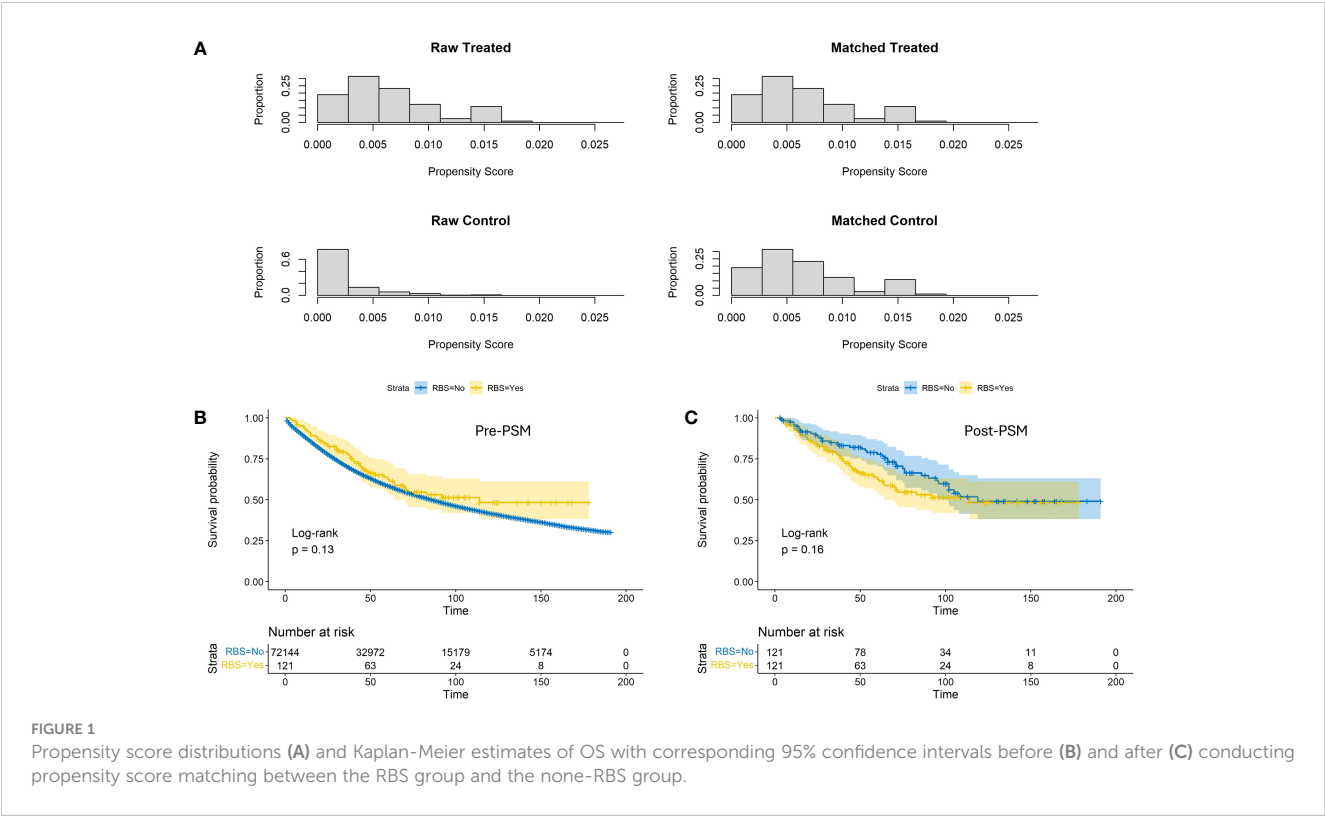 A
Raw Treated
Proportion
0.00 0.25
0.000 0.005 0.010 0.015 0.020 0.025
Propensity Score
Matched Treated
Proportion
0.00 0.25
0.000 0.005 0.010 0.015 0.020 0.025
Propensity Score
Raw Control
Proportion
0.0 0.6
0.000 0.005 0.010 0.015 0.020 0.025
Propensity Score
Matched Control
Proportion
0.00 0.25
0.000 0.005 0.010 0.015 0.020 0.025
Propensity Score
Strata RBS=No RBS=Yes
B
Pre-PSM
Survival probability
1.00
0.75
0.50
0.25
0.00
Log-rank
p = 0.13
0 50 100 150 200
Time
Number at risk
Strata
RBS=No 72144 32972 15179 5174 0
RBS=Yes 121 63 24 8 0
0 50 100 150 200
Time
Strata RBS=No RBS=Yes
C
Post-PSM
Survival probability
1.00
0.75
0.50
0.25
0.00
Log-rank
p = 0.16
0 50 100 150 200
Time
Number at risk
Strata
RBS=No 121 78 34 11 0
RBS=Yes 121 63 24 8 0
0 50 100 150 200
Time
FIGURE 1
Propensity score distributions (A) and Kaplan-Meier estimates of OS with corresponding 95% confidence intervals before (B) and after (C) conducting
propensity score matching between the RBS group and the none-RBS group.